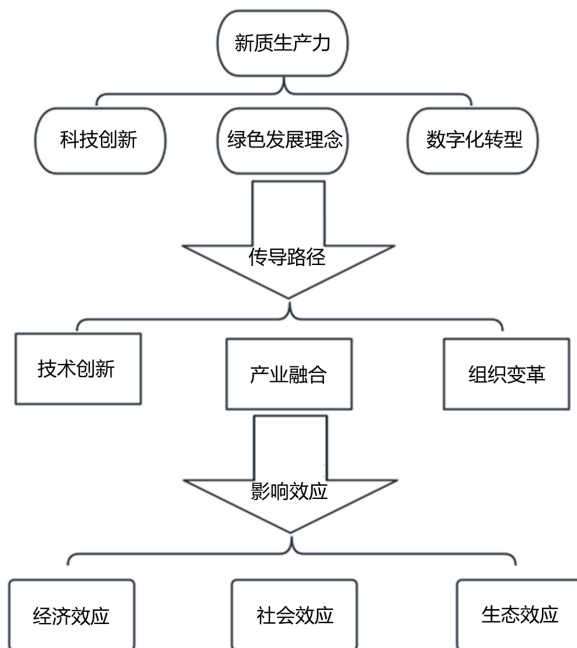 新质生产力
科技创新
绿色发展理念
数字化转型
传导路径
技术创新
产业融合
组织变革
影响效应
经济效应
社会效应
生态效应